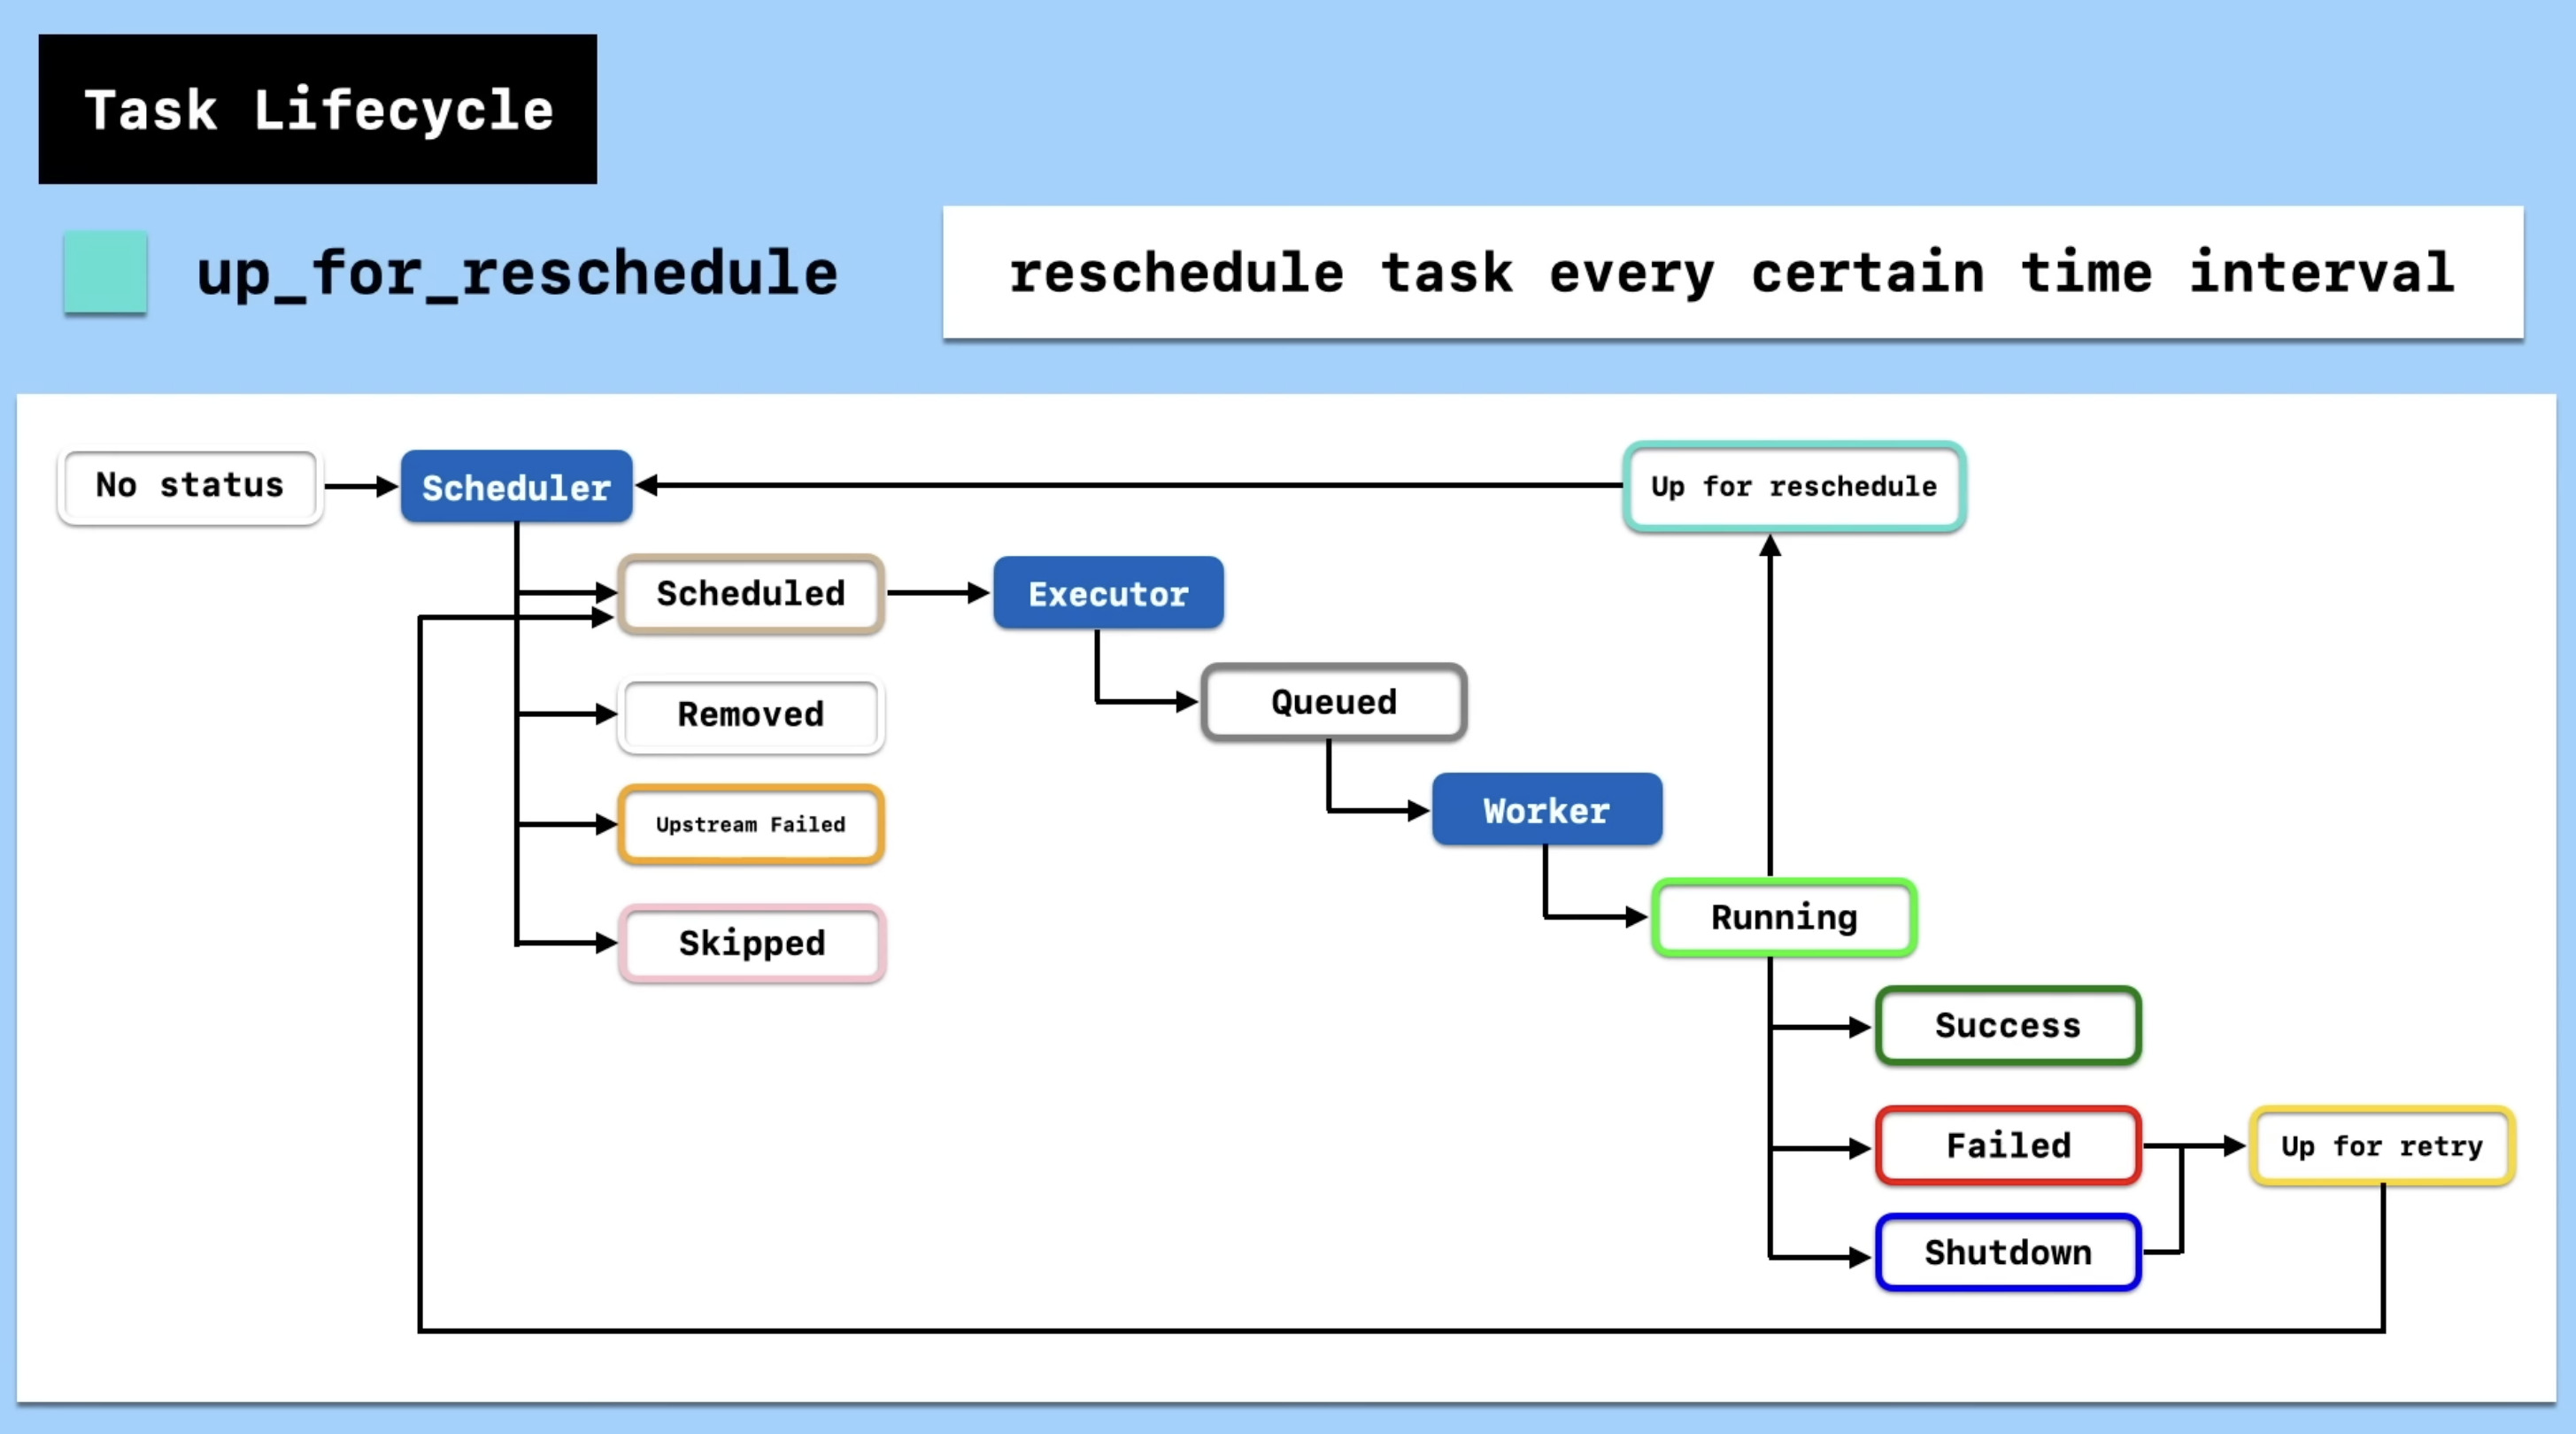 Task Lifecycle
up_for_reschedule
reschedule task every certain time interval
No status
Scheduler
Up for reschedule
Scheduled
Executor
Removed
Queued
Upstream Failed
Worker
Skipped
Running
Success
Failed
Up for retry
Shutdown